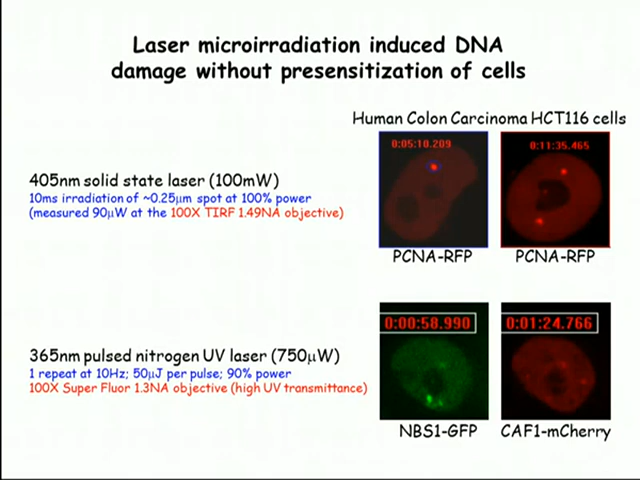 Laser microirradiation induced DNA
damage without presensitization of cells
Human Colon Carcinoma HCT116 cells
0:05:10.209
0:11:35.465
405nm solid state laser (100mW)
10ms irradiation of ~0.25μm spot at 100% power
(measured 90μW at the 100X TIRF 1.49NA objective)
PCNA-RFP
PCNA-RFP
0:00:58.990
0:01:24.766
365nm pulsed nitrogen UV laser (750μW)
1 repeat at 10Hz; 50μJ per pulse; 90% power
100X Super Fluor 1.3NA objective (high UV transmittance)
NBS1-GFP
CAF1-mCherry